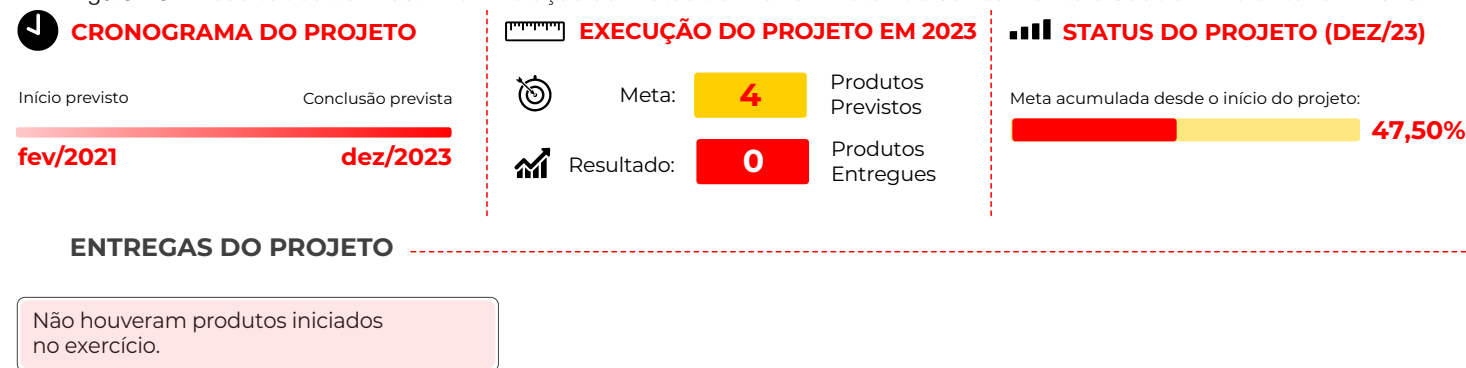 CRONOGRAMA DO PROJETO
Início previsto
Conclusão prevista
fev/2021
dez/2023
EXECUÇÃO DO PROJETO EM 2023
Meta:
4
Produtos
Previstos
Resultado:
0
Produtos
Entregues
STATUS DO PROJETO (DEZ/23)
Meta acumulada desde o início do projeto:
47,50%
ENTREGAS DO PROJETO
Não houveram produtos iniciados
no exercício.